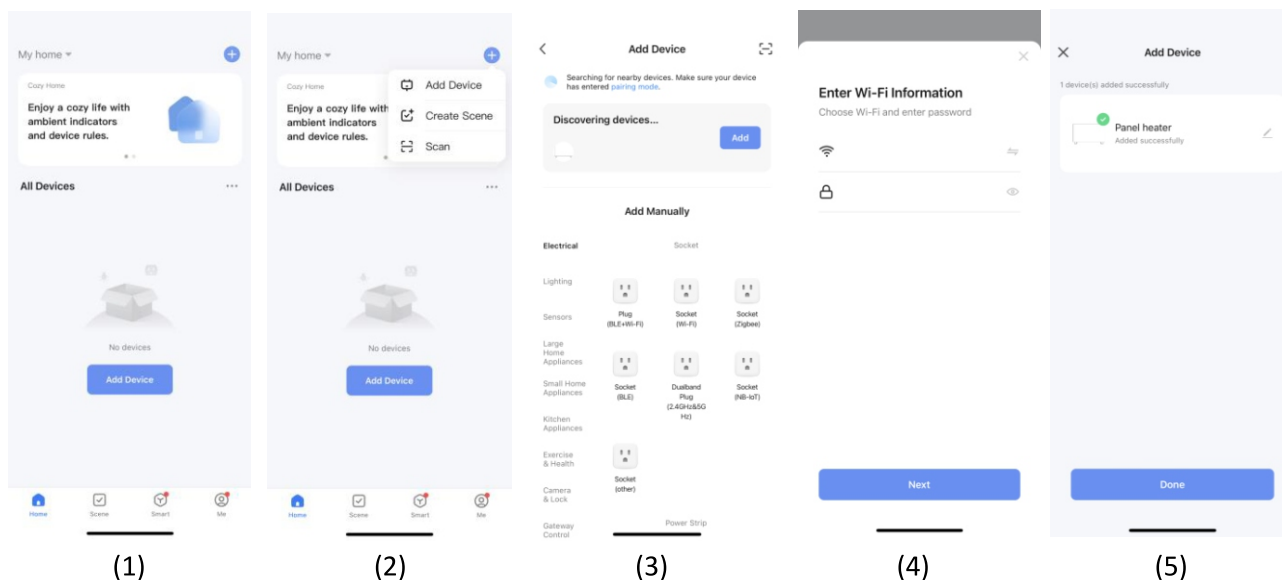 My home
Cozy Home
Enjoy a cozy life with
ambient indicators
and device rules.
All Devices
No devices
Add Device
Home
Scene
Smart
Me
(1)
My home
Add Device
Create Scene
Scan
Cozy Home
Enjoy a cozy life with
ambient indicators
and device rules.
All Devices
No devices
Add Device
Home
Scene
Smart
Me
(2)
Add Device
Searching for nearby devices. Make sure your device
has entered pairing mode.
Discovering devices...
Add
Add Manually
Electrical
Lighting
Sensors
Large
Home
Appliances
Small Home
Appliances
Kitchen
Appliances
Exercise
& Health
Camera
& Lock
Gateway
Control
Socket
Plug
(BLE+Wi-Fi)
Socket
(Wi-Fi)
Socket
(Zigbee)
Socket
(BLE)
Dualband
Plug
(2.4GHz&5G
Hz)
Socket
(NB-IoT)
Socket
(other)
Power Strip
(3)
Enter Wi-Fi Information
Choose Wi-Fi and enter password
Next
(4)
Add Device
1 device(s) added successfully
Panel heater
Added successfully
Done
(5)